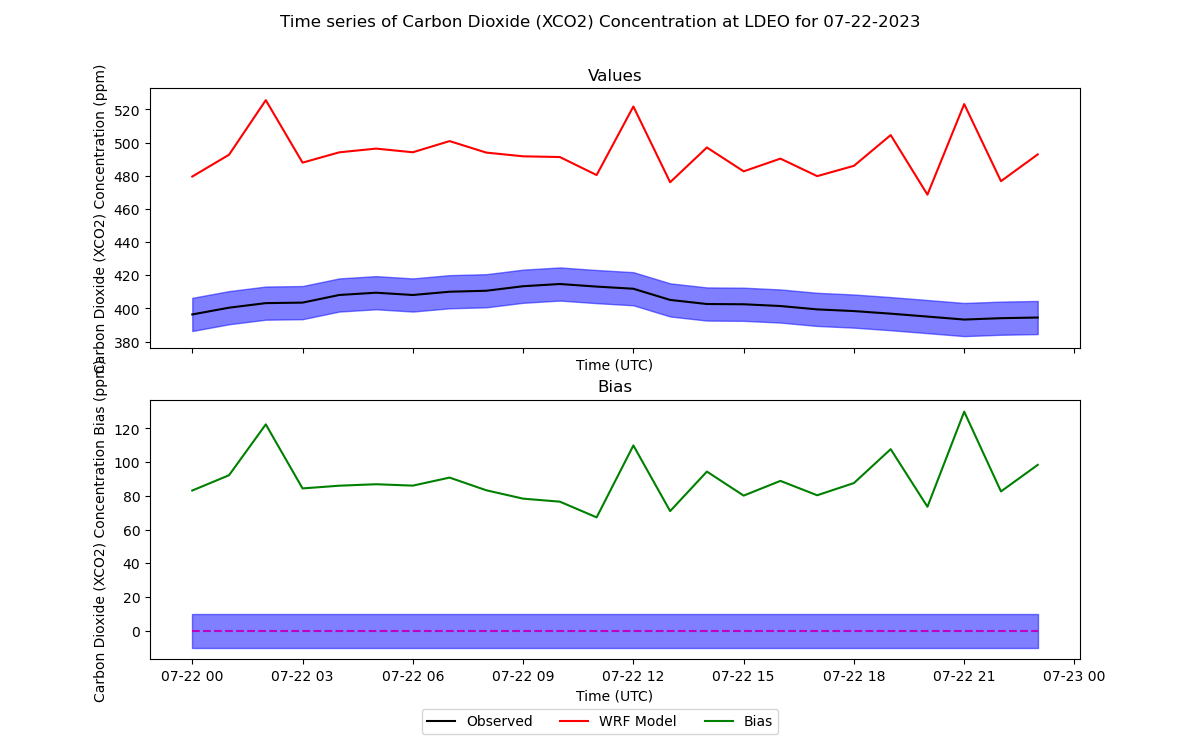 Time series of Carbon Dioxide (XCO2) Concentration at LDEO for 07-22-2023
Values
Carbon Dioxide (XCO2) Concentration (ppm)
520
500
480
460
440
420
400
380
Time (UTC)
Bias
Carbon Dioxide (XCO2) Concentration Bias (ppm)
120
100
80
60
40
20
0
07-22 00 07-22 03 07-22 06 07-22 09 07-22 12 07-22 15 07-22 18 07-22 21 07-23 00
Time (UTC)
Observed WRF Model Bias